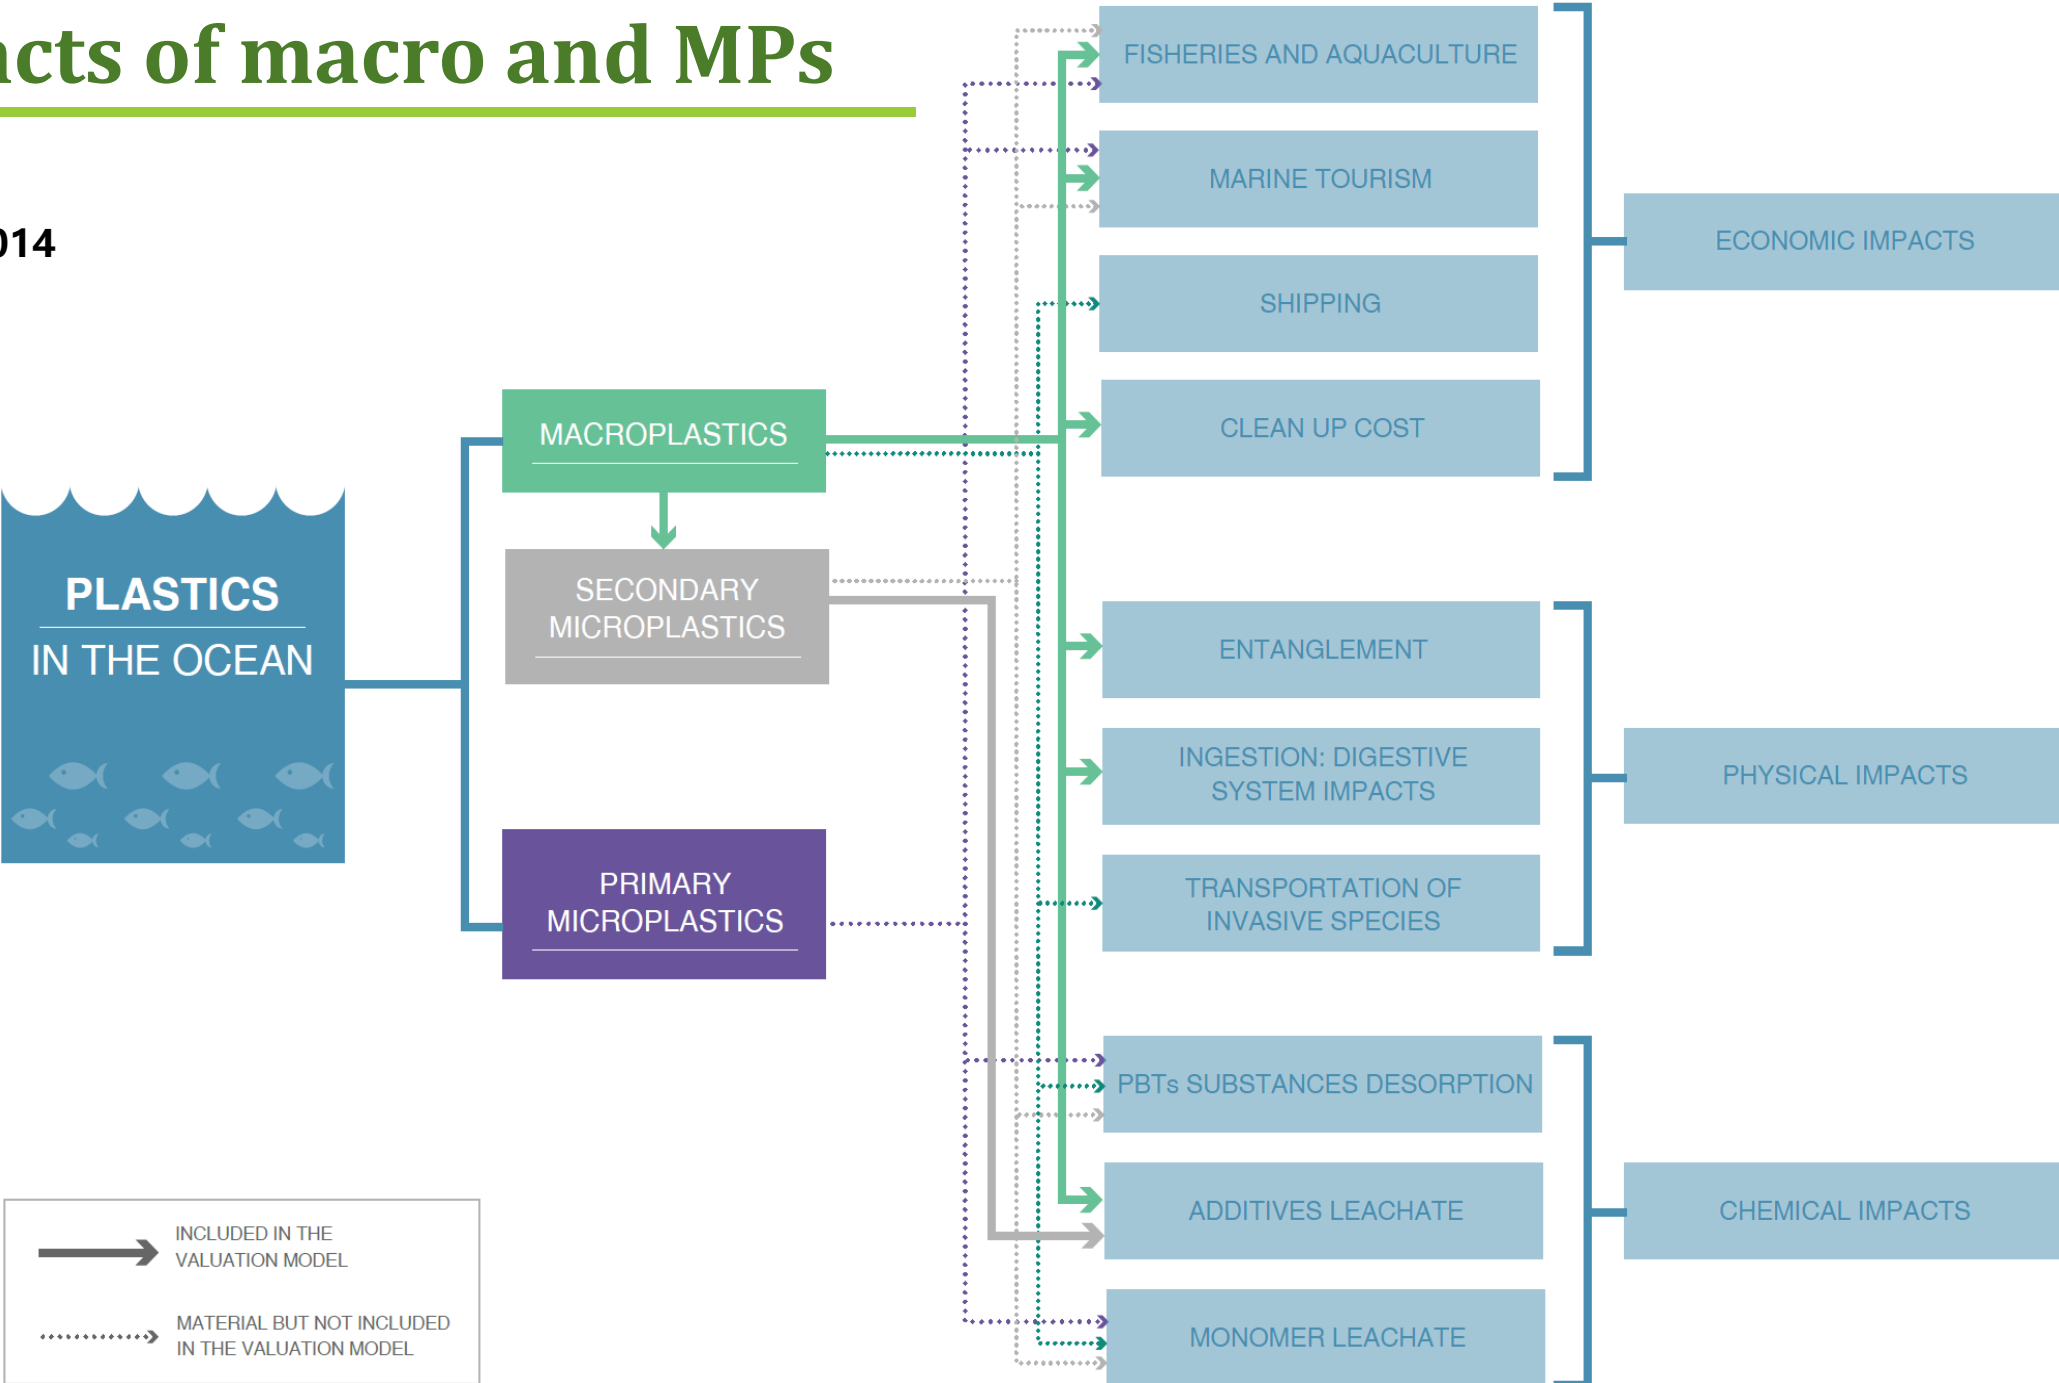 acts of macro and MPs
014
FISHERIES AND AQUACULTURE
MARINE TOURISM
SHIPPING
CLEAN UP COST
ECONOMIC IMPACTS
MACROPLASTICS
SECONDARY
MICROPLASTICS
PLASTICS
IN THE OCEAN
PRIMARY
MICROPLASTICS
ENTANGLEMENT
INGESTION: DIGESTIVE
SYSTEM IMPACTS
TRANSPORTATION OF
INVASIVE SPECIES
PHYSICAL IMPACTS
PBTs SUBSTANCES DESORPTION
ADDITIVES LEACHATE
MONOMER LEACHATE
CHEMICAL IMPACTS
INCLUDED IN THE
VALUATION MODEL
MATERIAL BUT NOT INCLUDED
IN THE VALUATION MODEL